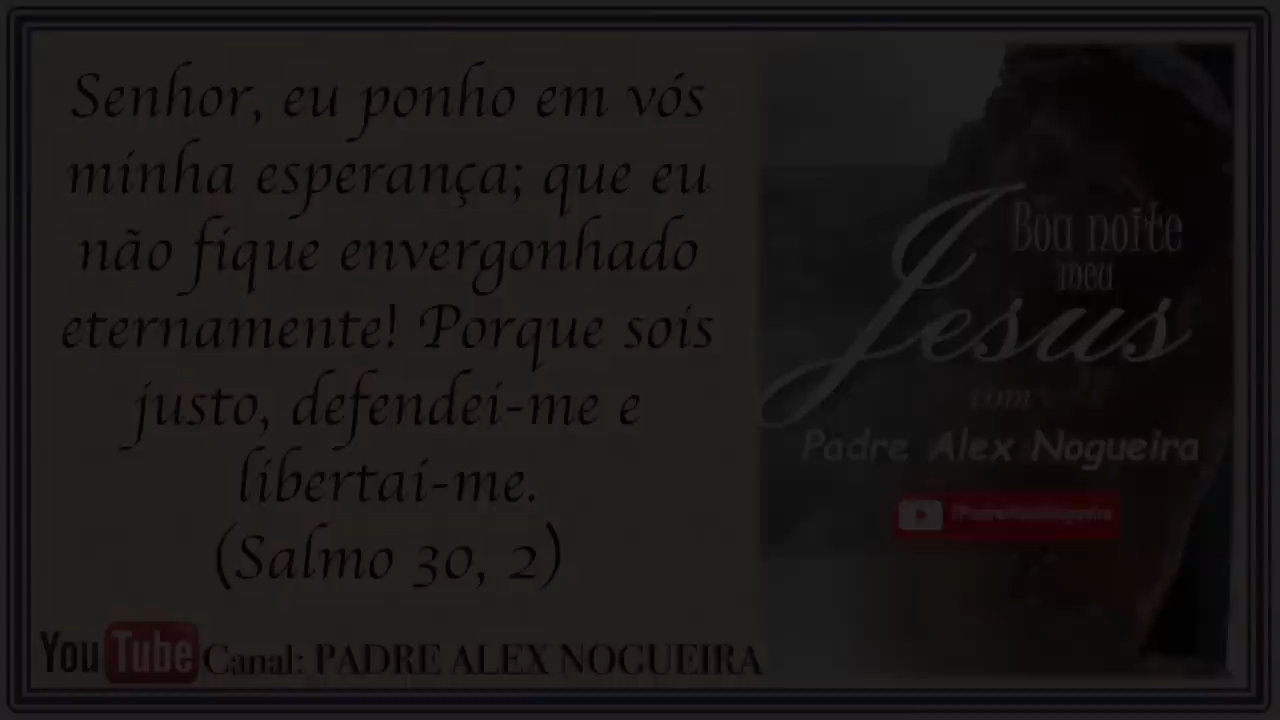 Senhor, eu ponho em vós
minha esperança; que eu
não fique envergonhado
eternamente! Porque sois
justo, defendei-me e
libertai-me.
(Salmo 30, 2)
YouTube Canal: PADRE ALEX NOGUEIRA
Boa noite
meu
Jesus
com
Padre Alex Nogueira
/PadreAlexNogueira